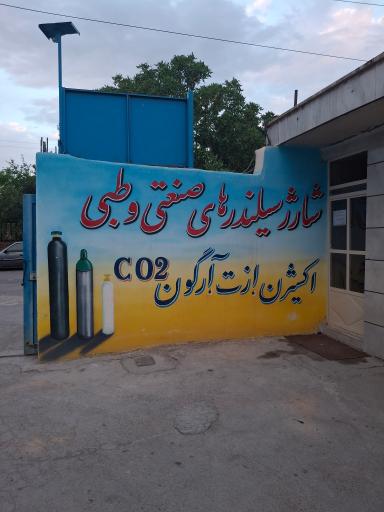 شارژ سیلندرهای صنعتی و طبی
اکسیژن ازت آرگون CO2